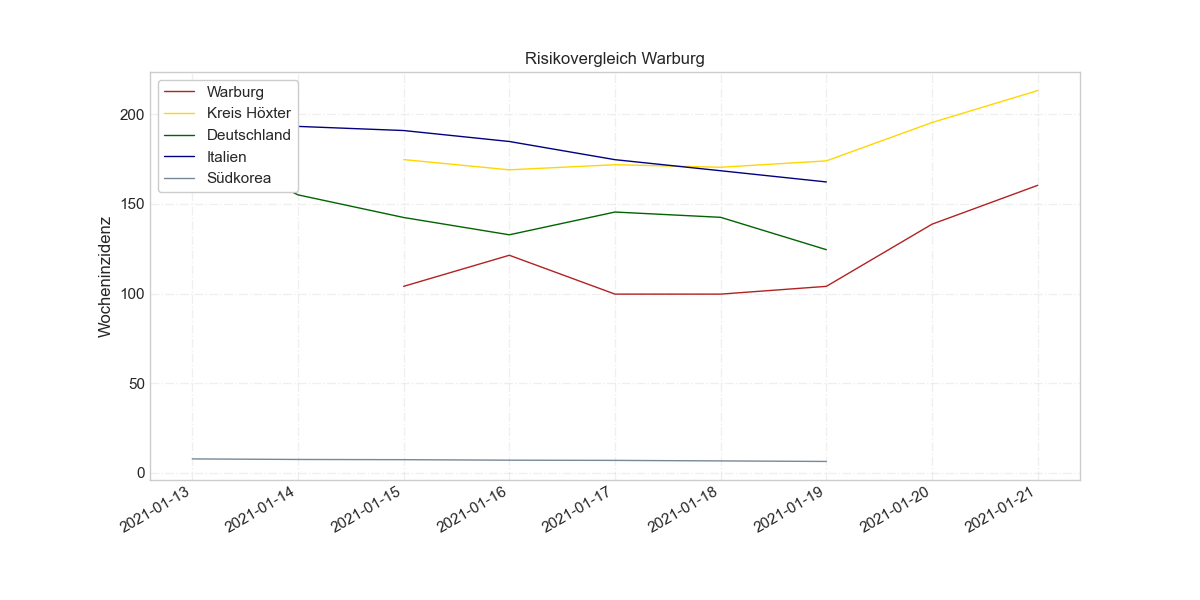 Risikovergleich Warburg
Warburg
Kreis Höxter
Deutschland
Italien
Südkorea
Wocheninzidenz
200
150
100
50
0
2021-01-13
2021-01-14
2021-01-15
2021-01-16
2021-01-17
2021-01-18
2021-01-19
2021-01-20
2021-01-21